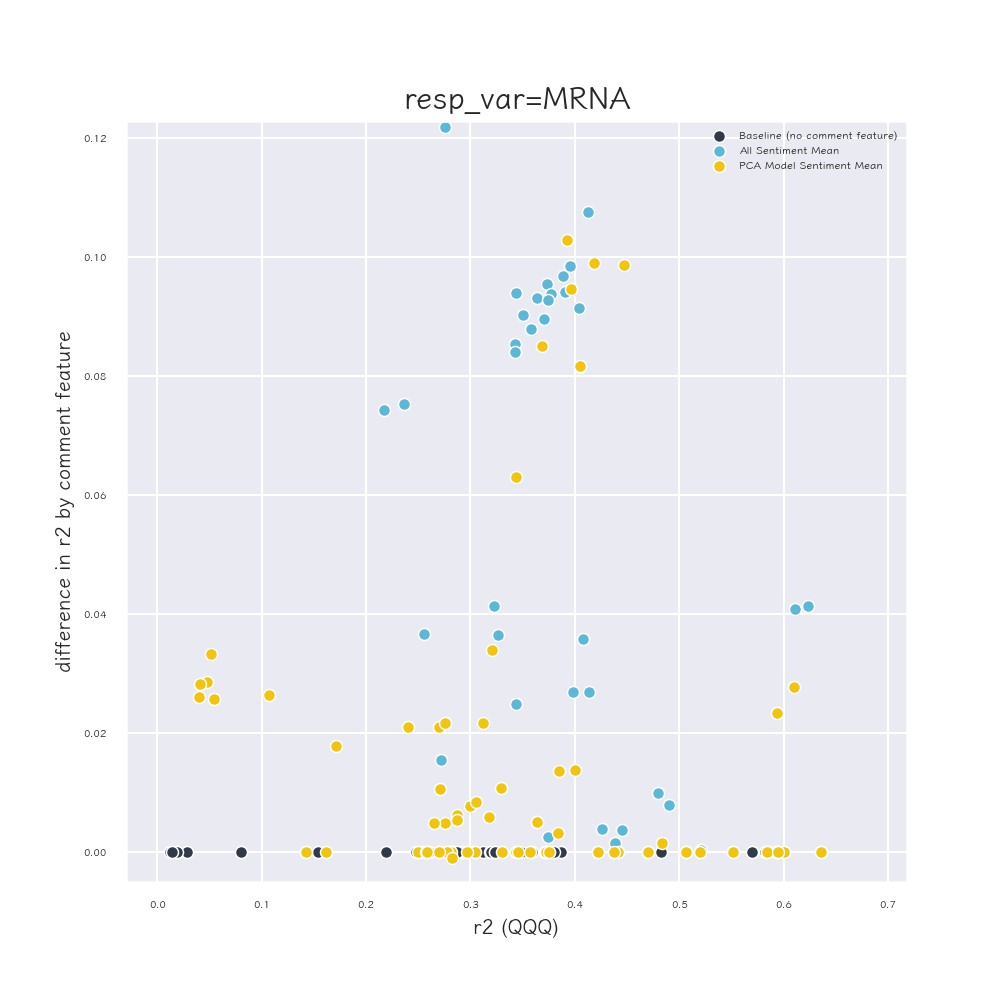 resp_var=MRNA
Baseline (no comment feature)
All Sentiment Mean
PCA Model Sentiment Mean
difference in r2 by comment feature
0.12
0.10
0.08
0.06
0.04
0.02
0.00
0.0 0.1 0.2 0.3 0.4 0.5 0.6 0.7
r2 (QQQ)